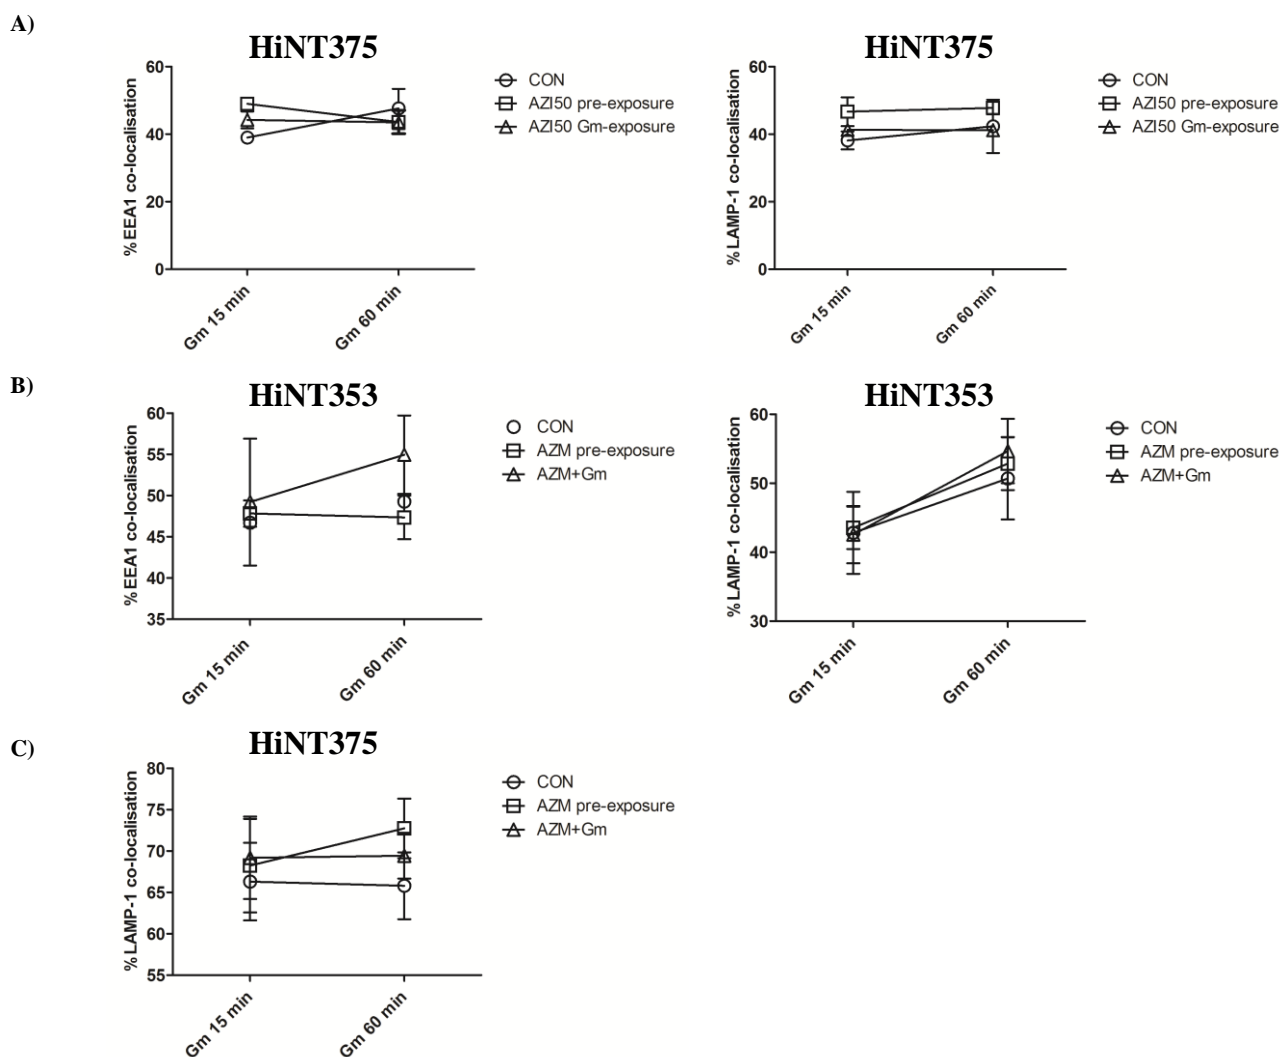 A)
HiNT375
60
40
20
0
%EEA1 co-localisation
Gm 15 min
Gm 60 min
CON
AZI50 pre-exposure
AZI50 Gm-exposure
HiNT375
60
40
20
0
%LAMP-1 co-localisation
Gm 15 min
Gm 60 min
CON
AZI50 pre-exposure
AZI50 Gm-exposure
B)
HiNT353
60
55
50
45
40
35
%EEA1 co-localisation
Gm 15 min
Gm 60 min
CON
AZM pre-exposure
AZM+Gm
HiNT353
60
50
40
30
%LAMP-1 co-localisation
Gm 15 min
Gm 60 min
CON
AZM pre-exposure
AZM+Gm
C)
HiNT375
80
75
70
65
60
55
%LAMP-1 co-localisation
Gm 15 min
Gm 60 min
CON
AZM pre-exposure
AZM+Gm